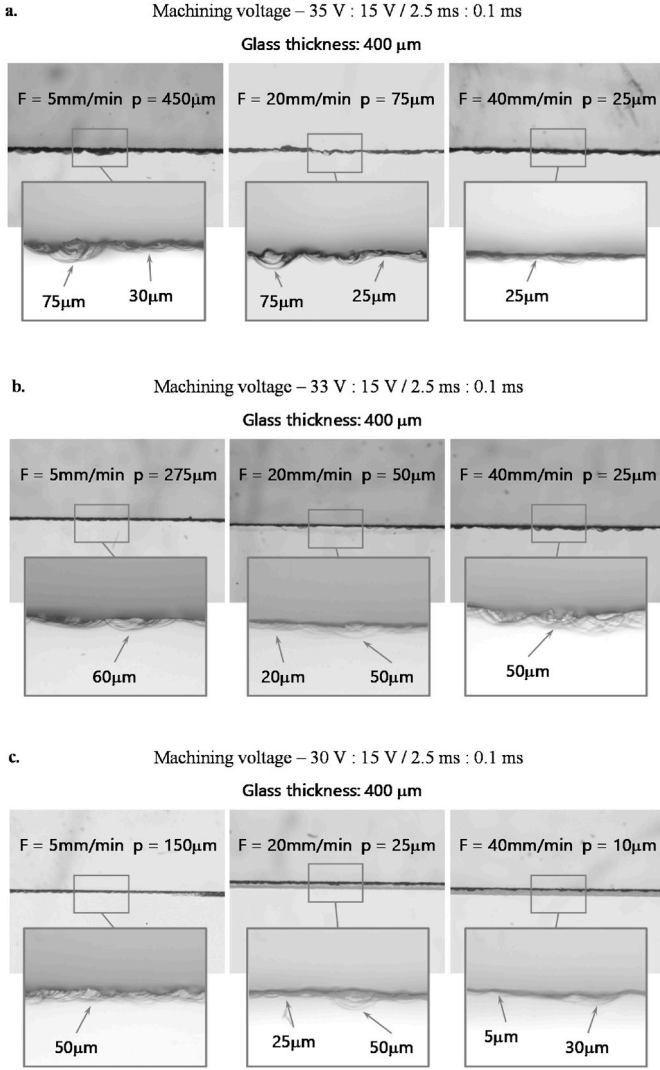 a. Machining voltage – 35 V : 15 V / 2.5 ms : 0.1 ms
Glass thickness: 400 μm
F = 5mm/min p = 450μm F = 20mm/min p = 75μm F = 40mm/min p = 25μm
75μm 30μm 75μm 25μm 25μm
b. Machining voltage – 33 V : 15 V / 2.5 ms : 0.1 ms
Glass thickness: 400 μm
F = 5mm/min p = 275μm F = 20mm/min p = 50μm F = 40mm/min p = 25μm
60μm 20μm 50μm 50μm
c. Machining voltage – 30 V : 15 V / 2.5 ms : 0.1 ms
Glass thickness: 400 μm
F = 5mm/min p = 150μm F = 20mm/min p = 25μm F = 40mm/min p = 10μm
50μm 25μm 50μm 5μm 30μm